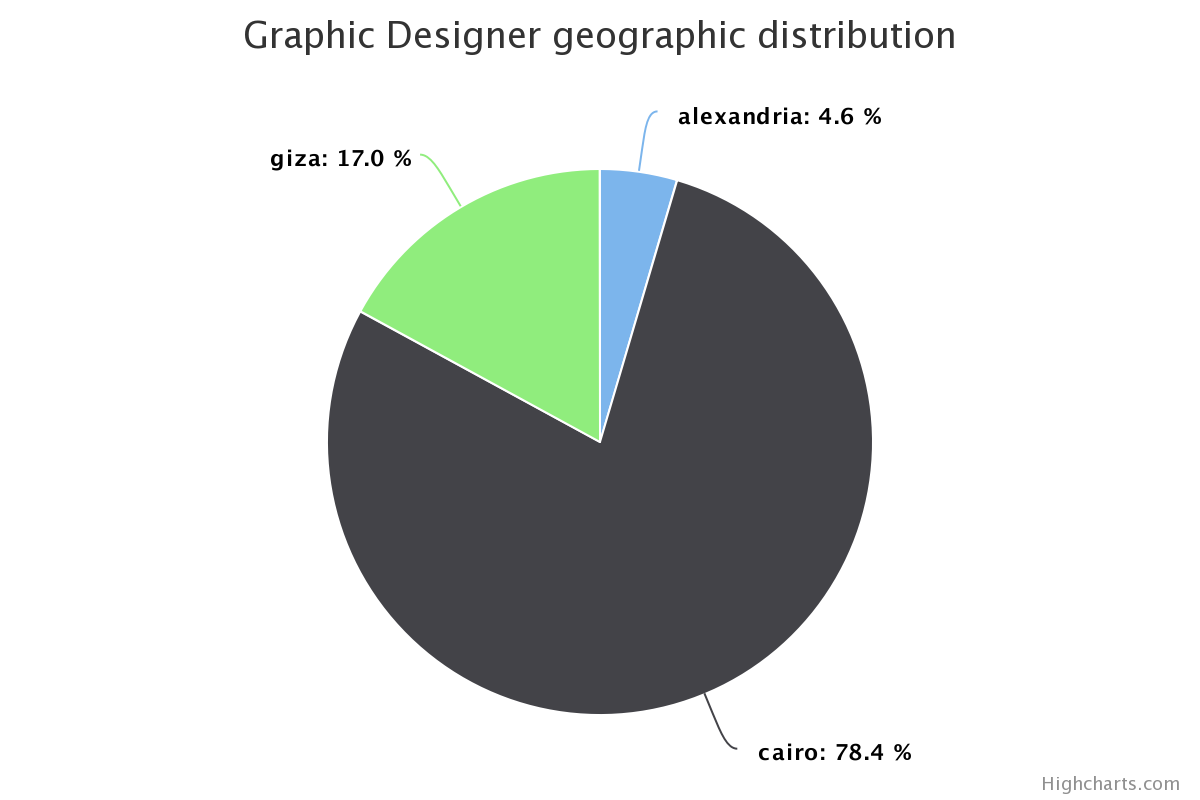 Graphic Designer geographic distribution
alexandria: 4.6 %
giza: 17.0 %
cairo: 78.4 %
Highcharts.com